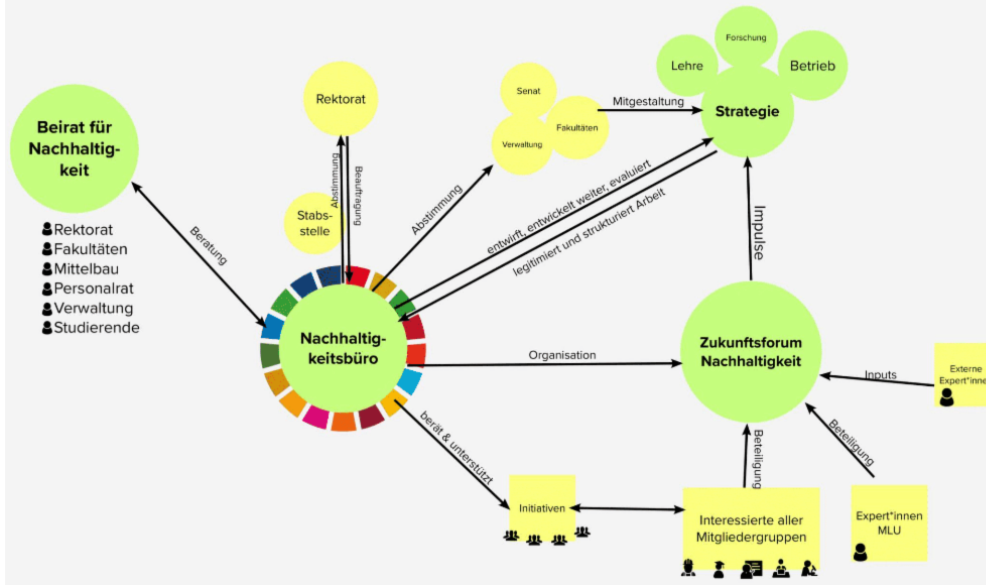 Beirat für
Nachhaltig-
keit
Rektorat
Fakultäten
Mittelbau
Personalrat
Verwaltung
Studierende
Beratung
Rektorat
Abstimmung
Beauftragung
Stabs-
stelle
Nachhaltig-
keitsbüro
Abstimmung
Senat
Fakultäten
Verwaltung
Mitgestaltung
Lehre
Forschung
Betrieb
Strategie
entwirft, entwickelt weiter, evaluiert
legitimiert und strukturiert Arbeit
Impulse
Organisation
Zukunftsforum
Nachhaltigkeit
Inputs
Externe
Expert*inne
berät & unterstützt
Initiativen
Beteiligung
Interessierte aller
Mitgliedergruppen
Beteiligung
Expert*innen
MLU